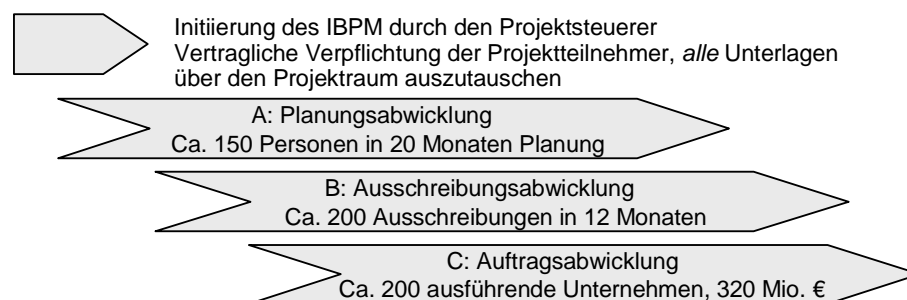 Initiierung des IBPM durch den Projektsteuerer
Vertragliche Verpflichtung der Projektteilnehmer, alle Unterlagen
über den Projektraum auszutauschen
A: Planungsabwicklung
Ca. 150 Personen in 20 Monaten Planung
B: Ausschreibungsabwicklung
Ca. 200 Ausschreibungen in 12 Monaten
C: Auftragsabwicklung
Ca. 200 ausführende Unternehmen, 320 Mio. €